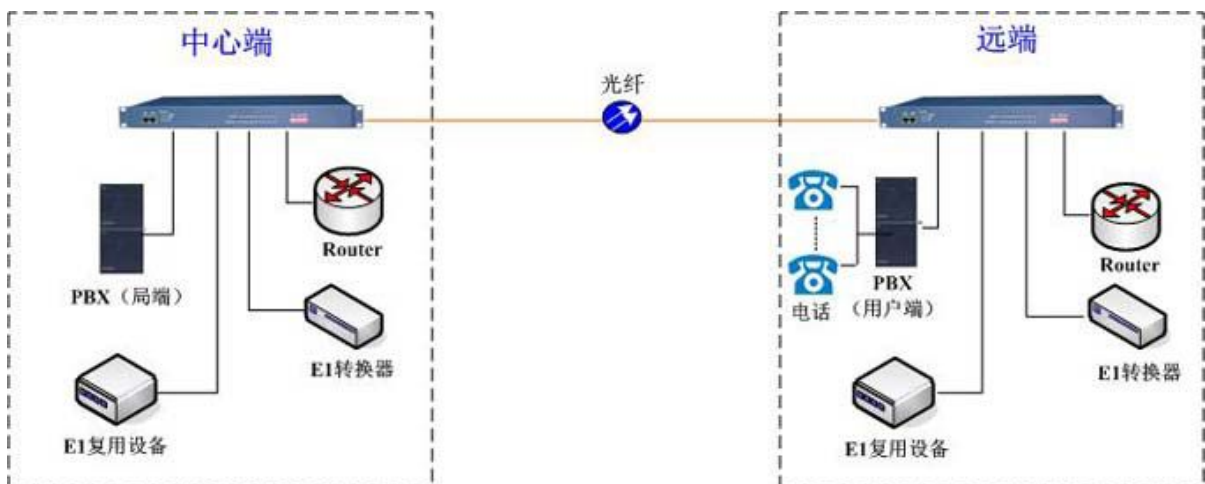 中心端
远端
光纤
Router
PBX（局端）
E1转换器
E1复用设备
电话
PBX
（用户端）
Router
E1转换器
E1复用设备